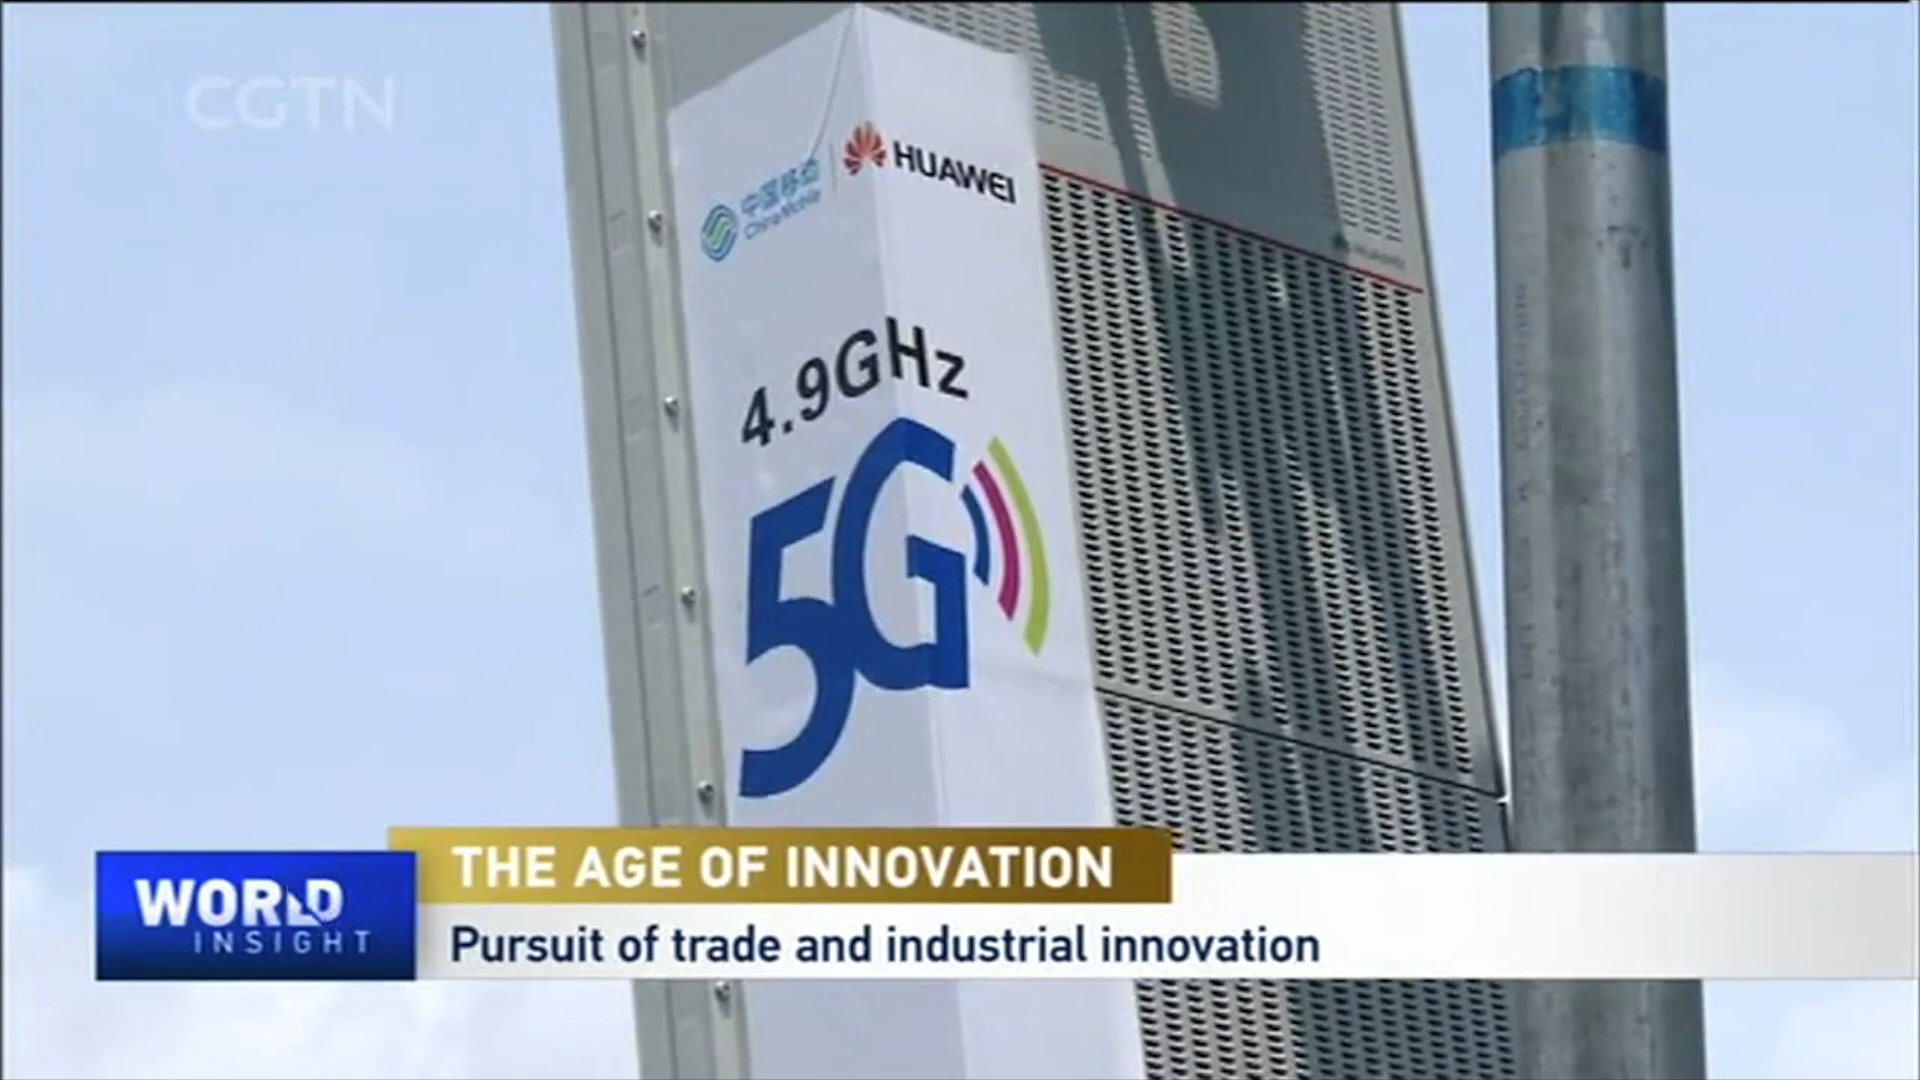 CGTN
中国移动
China Mobile
HUAWEI
4.9GHz
5G
THE AGE OF INNOVATION
WORLD
INSIGHT
Pursuit of trade and industrial innovation